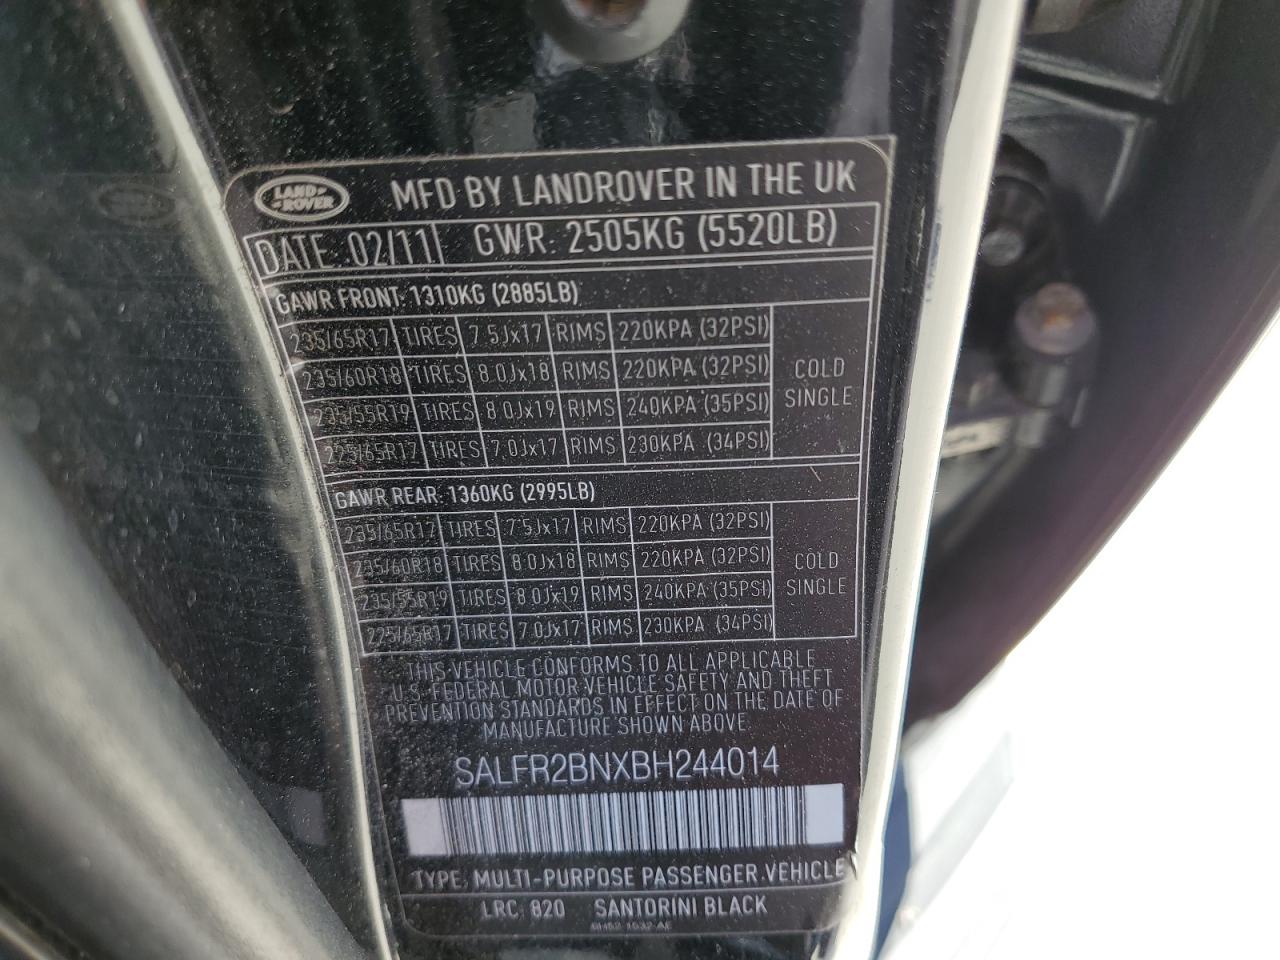 LAND-
-ROVER
MFD BY LANDROVER IN THE UK
DATE: 02/11 GWR: 2505KG (5520LB)
GAWR FRONT: 1310KG (2885LB)
235/65R17 TIRES 7.5Jx17 RIMS 220KPA (32PSI)
235/60R18 TIRES 8.0Jx18 RIMS 220KPA (32PSI)
235/55R19 TIRES 8.0Jx19 RIMS 240KPA (35PSI)
225/65R17 TIRES 7.0Jx17 RIMS 230KPA (34PSI)
COLD
SINGLE
GAWR REAR: 1360KG (2995LB)
235/65R17 TIRES 7.5Jx17 RIMS 220KPA (32PSI)
235/60R18 TIRES 8.0Jx18 RIMS 220KPA (32PSI)
235/55R19 TIRES 8.0Jx19 RIMS 240KPA (35PSI)
225/65R17 TIRES 7.0Jx17 RIMS 230KPA (34PSI)
COLD
SINGLE
THIS VEHICLE CONFORMS TO ALL APPLICABLE
U.S. FEDERAL MOTOR VEHICLE SAFETY AND THEFT
PREVENTION STANDARDS IN EFFECT ON THE DATE OF
MANUFACTURE SHOWN ABOVE
SALFR2BNXBH244014
TYPE: MULTI-PURPOSE PASSENGER VEHICLE
LRC: 820 SANTORINI BLACK